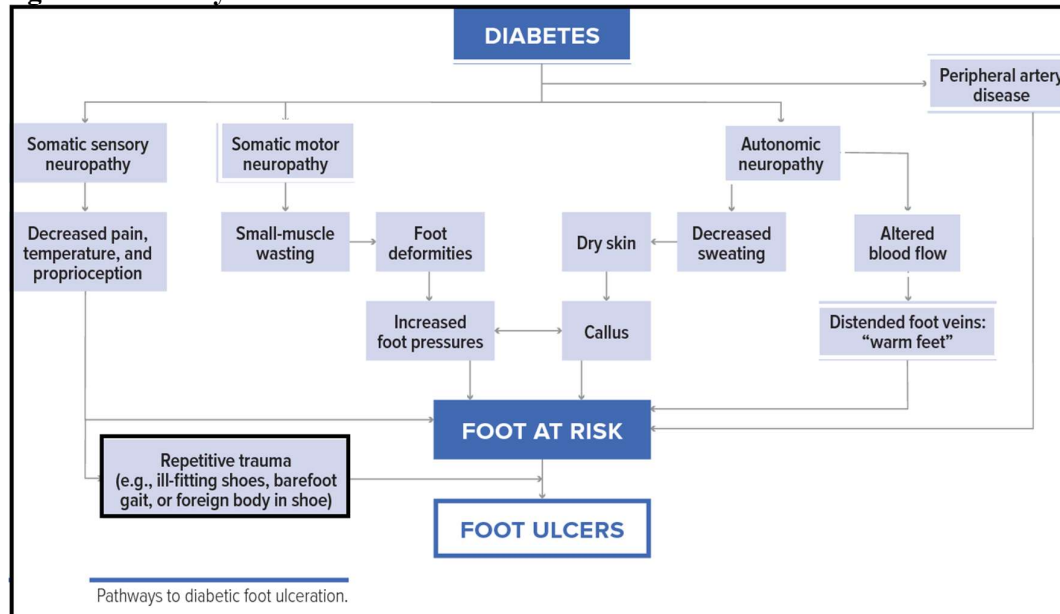 DIABETES
Peripheral artery
disease
Somatic sensory
neuropathy
Somatic motor
neuropathy
Autonomic
neuropathy
Decreased pain,
temperature, and
proprioception
Small-muscle
wasting
Foot
deformities
Dry skin
Decreased
sweating
Altered
blood flow
Increased
foot pressures
Callus
Distended foot veins:
“warm feet”
FOOT AT RISK
Repetitive trauma
(e.g., ill-fitting shoes, barefoot
gait, or foreign body in shoe)
FOOT ULCERS
Pathways to diabetic foot ulceration.